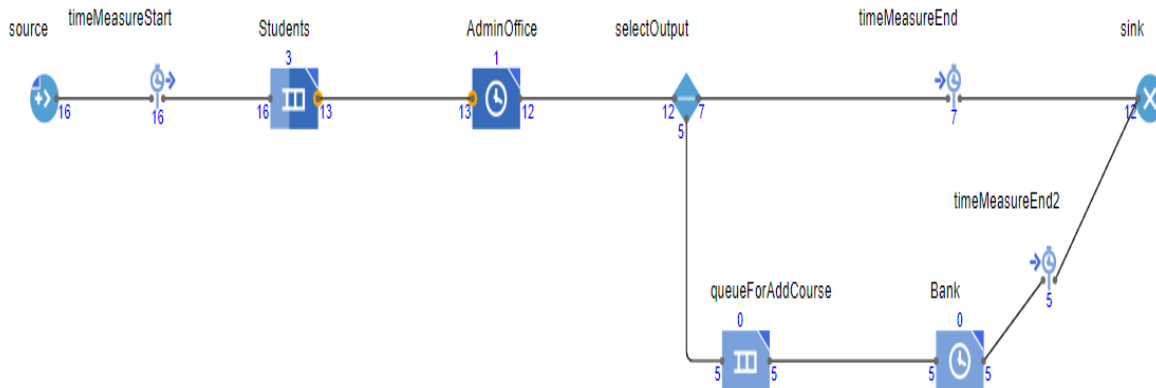 source
timeMeasureStart
Students
AdminOffice
selectOutput
timeMeasureEnd
sink
3
1
16
16
16
13
13
12
12
7
5
7
12
timeMeasureEnd2
5
queueForAddCourse
Bank
0
0
5
5
5
5